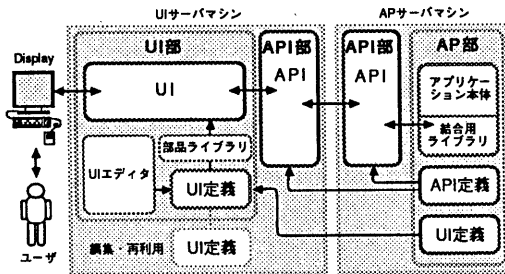 UIサーバマシン
APサーバマシン
Display
UI部
API部
API部
AP部
UI
API
API
アプリケー
ション本体
結合用
ライブラリ
部品ライブラリ
UIエディタ
UI定義
API定義
編集・再利用
UI定義
UI定義
ユーザ